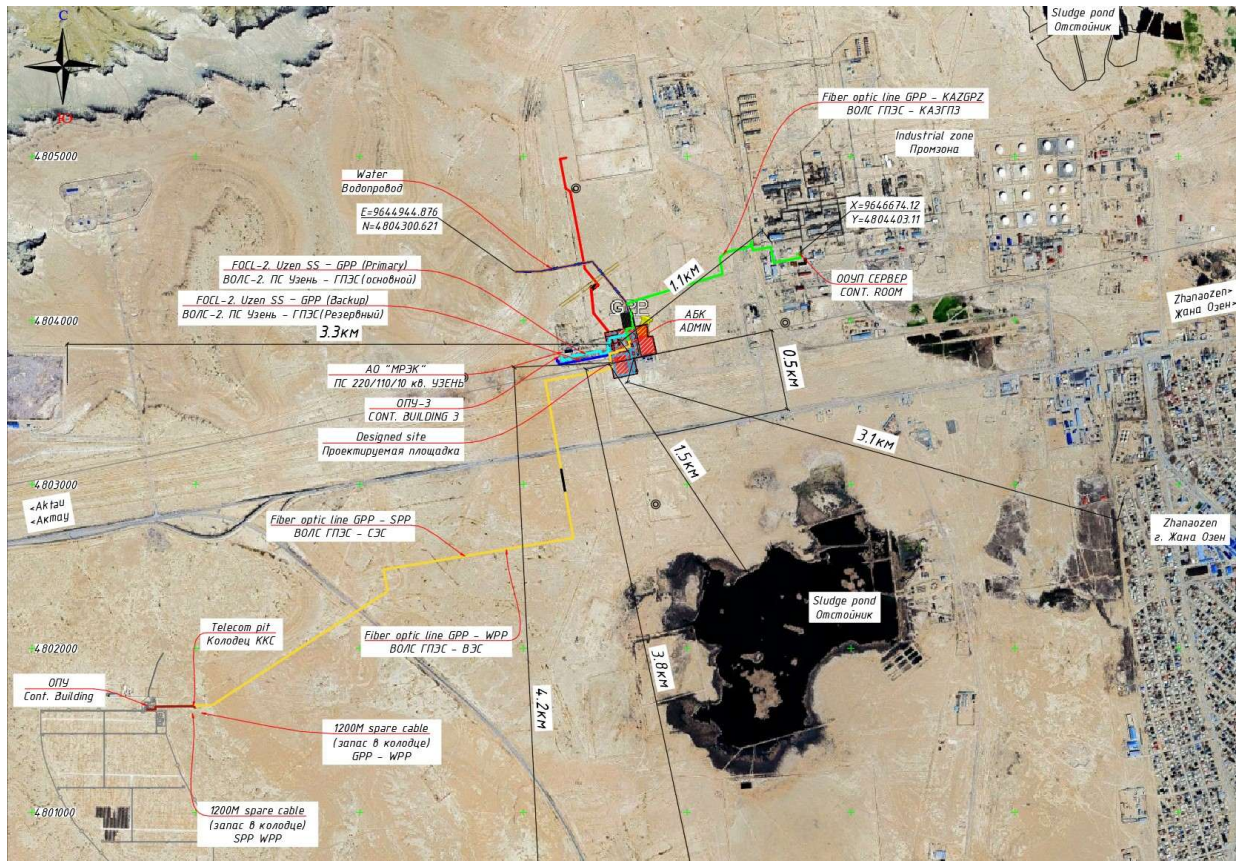 С
Ю
Sludge pond
Отстойник
Fiber optic line GPP - KAZGPZ
ВОЛС ГПЭС - КАЗГПЗ
Industrial zone
Промзона
4805000
Water
Водопровод
E=9644944.876
N=4804300.621
X=9646674.12
Y=4804403.11
FOCL-2. Uzen SS - GPP (Primary)
ВОЛС-2. ПС Узень - ГПЭС(основной)
FOCL-2. Uzen SS - GPP (Backup)
ВОЛС-2. ПС Узень - ГПЭС(Резервный)
1.1км
ООУП СЕРВЕР
CONT. ROOM
Zhanaozen>
Жана Озен>
GPP
АБК
ADMIN
4804000
3.3км
0.5км
АО "МРЭК"
ПС 220/110/10 кв. УЗЕНЬ
ОПУ-3
CONT. BUILDING 3
Designed site
Проектируемая площадка
3.1км
1.5км
4803000
<Aktau
<Актау
Fiber optic line GPP - SPP
ВОЛС ГПЭС - СЭС
Zhanaozen
г. Жана Озен
Sludge pond
Отстойник
Telecom pit
Колодец ККС
Fiber optic line GPP - WPP
ВОЛС ГПЭС - ВЭС
4802000
3.8км
4.2км
ОПУ
Cont. Building
1200M spare cable
(запас в колодце)
GPP - WPP
1200M spare cable
(запас в колодце)
SPP WPP
4801000